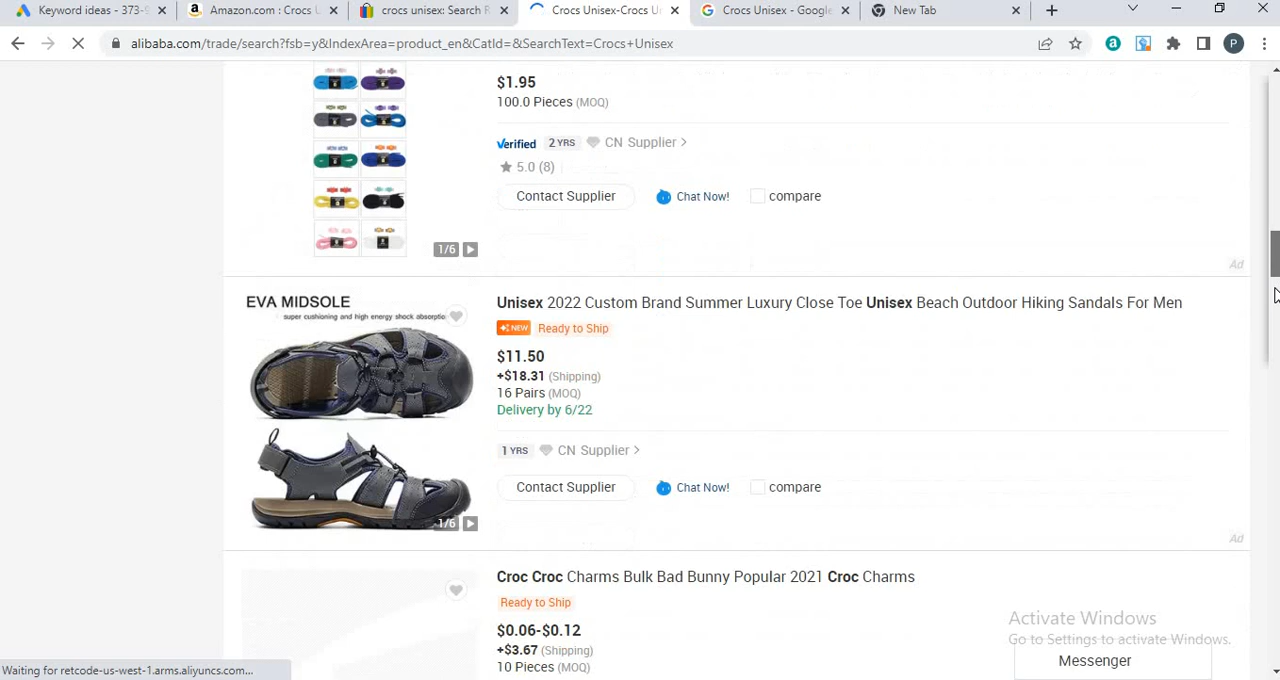 Keyword ideas - 373-9
Amazon.com : Crocs U
crocs unisex: Search R
Crocs Unisex-Crocs Un
Crocs Unisex - Google
New Tab
alibaba.com/trade/search?fsb=y&IndexArea=product_en&CatId=&SearchText=Crocs+Unisex
P
$1.95
100.0 Pieces (MOQ)
Verified 2 YRS CN Supplier >
5.0 (8)
Contact Supplier Chat Now! compare
1/6
Ad
EVA MIDSOLE
super cushioning and high energy shock absorptio
Unisex 2022 Custom Brand Summer Luxury Close Toe Unisex Beach Outdoor Hiking Sandals For Men
NEW Ready to Ship
$11.50
+$18.31 (Shipping)
16 Pairs (MOQ)
Delivery by 6/22
1 YRS CN Supplier >
Contact Supplier Chat Now! compare
1/6
Ad
Croc Croc Charms Bulk Bad Bunny Popular 2021 Croc Charms
Ready to Ship
$0.06-$0.12
+$3.67 (Shipping)
10 Pieces (MOQ)
Activate Windows
Go to Settings to activate Windows.
Messenger
Waiting for retcode-us-west-1.arms.aliyuncs.com...